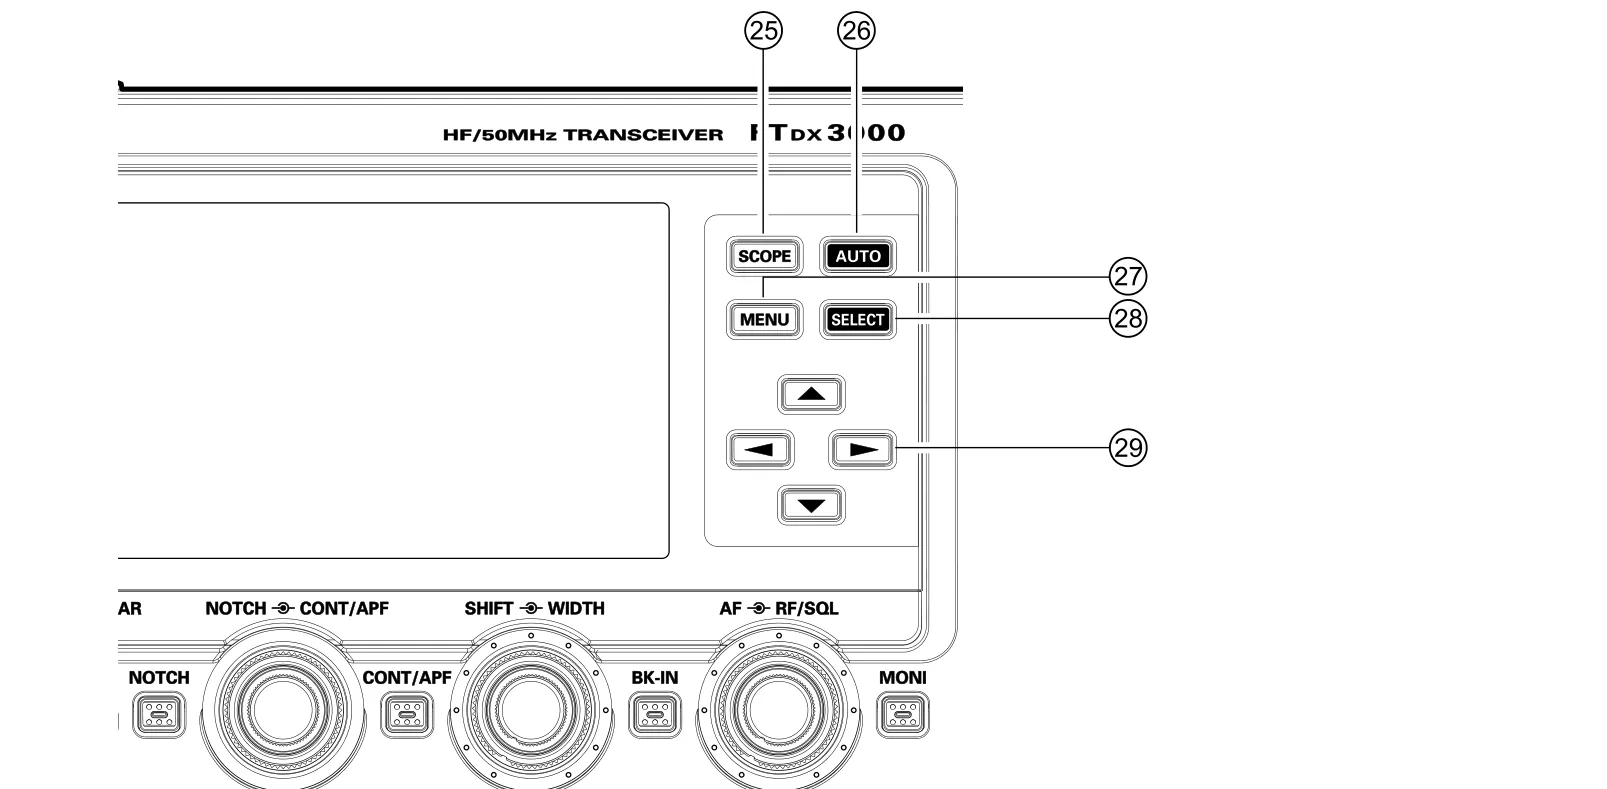 25 26
HF/50MHz TRANSCEIVER FTDX3000
SCOPE AUTO
27
MENU SELECT 28
29
AR NOTCH CONT/APF SHIFT WIDTH AF RF/SQL
NOTCH CONT/APF BK-IN MONI